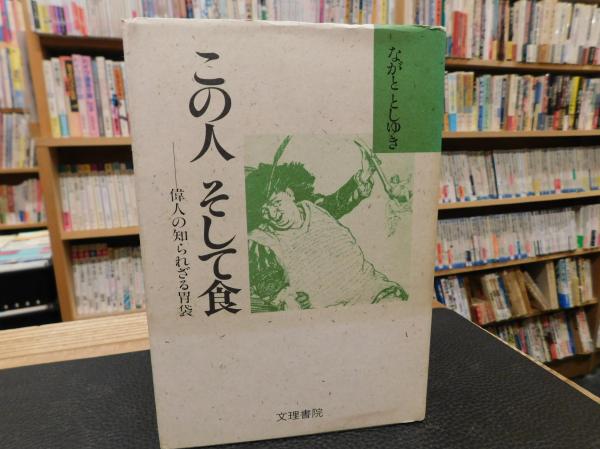 ながと としゆき
この人 そして食
──偉人の知られざる胃袋
文理書院